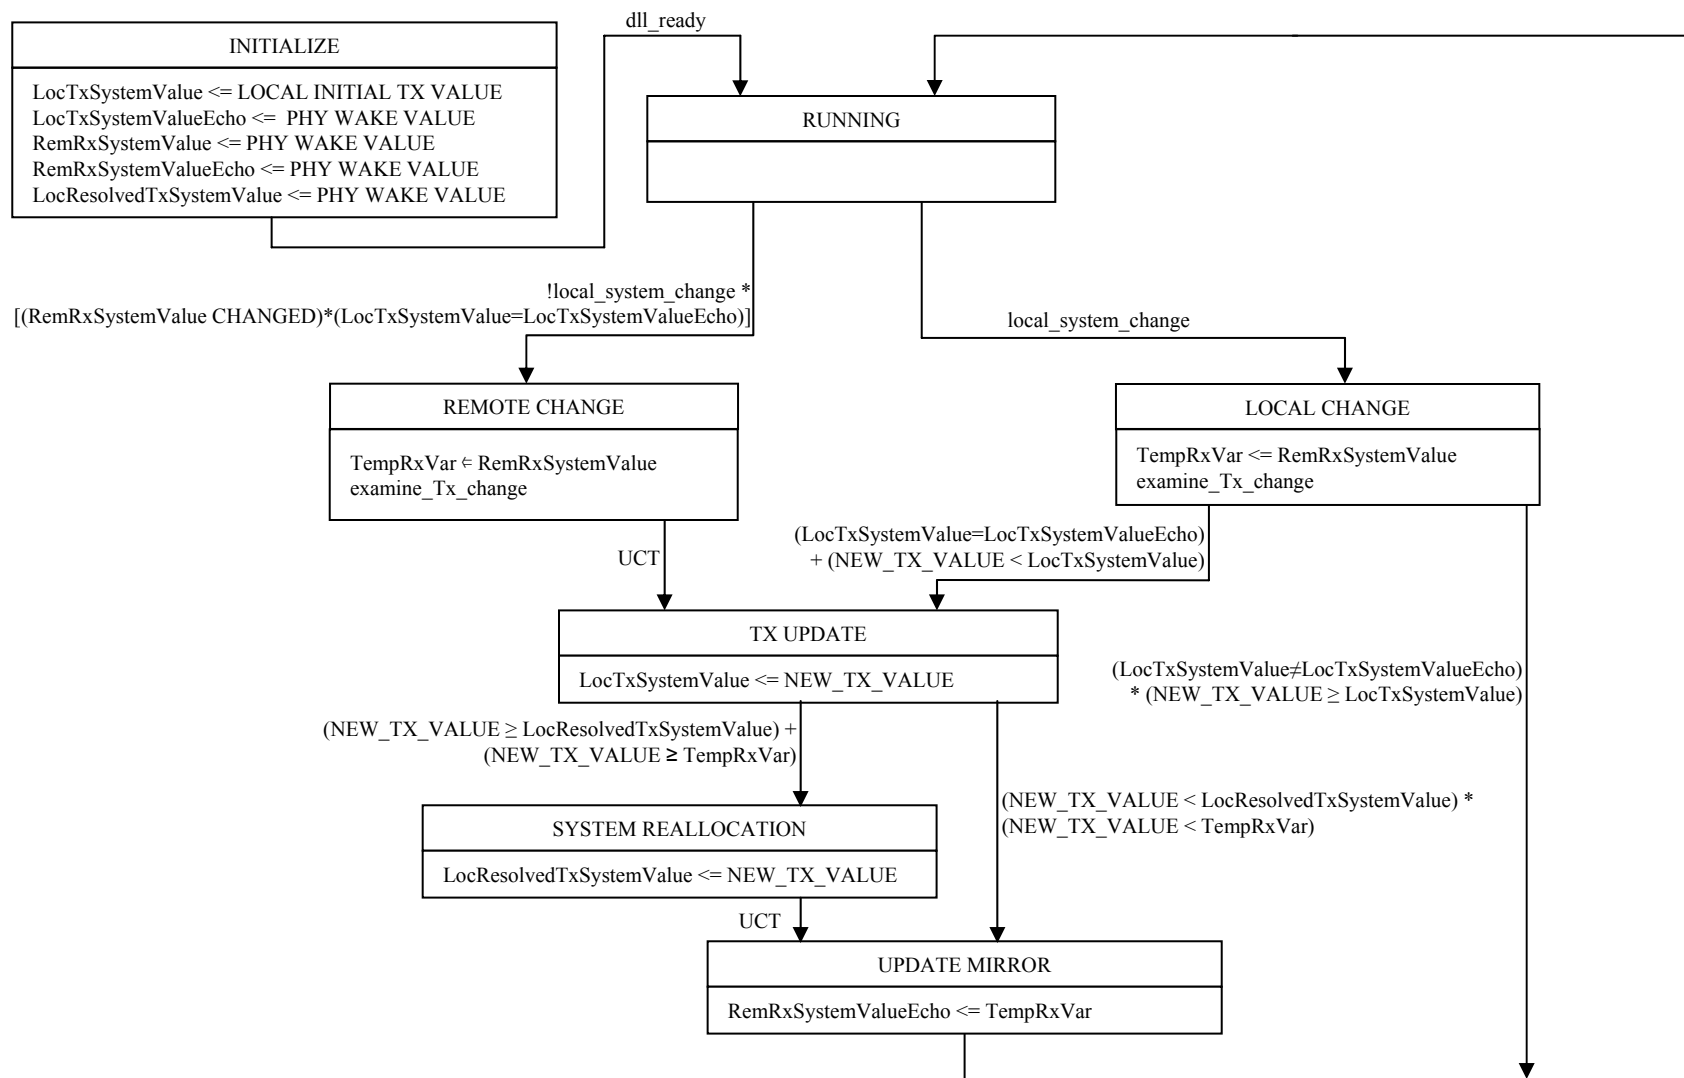 dll_ready
INITIALIZE
LocTxSystemValue <= LOCAL INITIAL TX VALUE
LocTxSystemValueEcho <= PHY WAKE VALUE
RemRxSystemValue <= PHY WAKE VALUE
RemRxSystemValueEcho <= PHY WAKE VALUE
LocResolvedTxSystemValue <= PHY WAKE VALUE
RUNNING
!local_system_change *
[(RemRxSystemValue CHANGED)*(LocTxSystemValue=LocTxSystemValueEcho)]
local_system_change
REMOTE CHANGE
TempRxVar ⋲ RemRxSystemValue
examine_Tx_change
LOCAL CHANGE
TempRxVar <= RemRxSystemValue
examine_Tx_change
UCT
(LocTxSystemValue=LocTxSystemValueEcho)
+ (NEW_TX_VALUE < LocTxSystemValue)
TX UPDATE
LocTxSystemValue <= NEW_TX_VALUE
(LocTxSystemValue≠LocTxSystemValueEcho)
* (NEW_TX_VALUE ≥ LocTxSystemValue)
(NEW_TX_VALUE ≥ LocResolvedTxSystemValue) +
(NEW_TX_VALUE ≥ TempRxVar)
(NEW_TX_VALUE < LocResolvedTxSystemValue) *
(NEW_TX_VALUE < TempRxVar)
SYSTEM REALLOCATION
LocResolvedTxSystemValue <= NEW_TX_VALUE
UCT
UPDATE MIRROR
RemRxSystemValueEcho <= TempRxVar